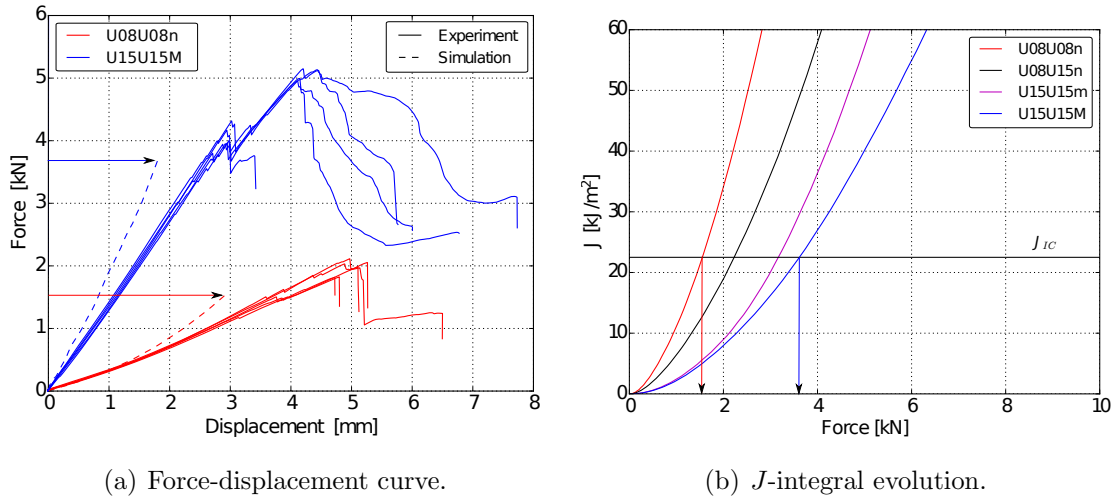 U08U08n
U15U15M
Experiment
Simulation
6
5
4
3
2
1
0
Force [kN]
0 1 2 3 4 5 6 7 8
Displacement [mm]
(a) Force-displacement curve.
U08U08n
U08U15n
U15U15m
U15U15M
60
50
40
30
20
10
0
J [kJ/m²]
J_IC
0 2 4 6 8 10
Force [kN]
(b) J-integral evolution.